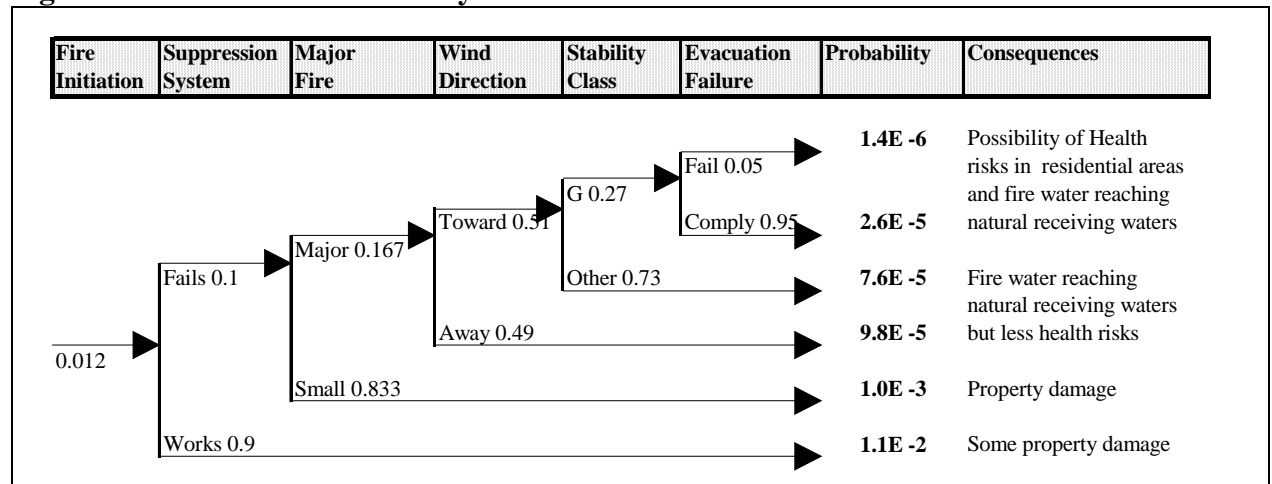 Fire Initiation
Suppression System
Major Fire
Wind Direction
Stability Class
Evacuation Failure
Probability
Consequences
1.4E -6
Possibility of Health
risks in residential areas
and fire water reaching
natural receiving waters
Fail 0.05
G 0.27
Toward 0.51
Comply 0.95
2.6E -5
Major 0.167
Fails 0.1
Other 0.73
7.6E -5
Fire water reaching
natural receiving waters
but less health risks
Away 0.49
9.8E -5
0.012
Small 0.833
1.0E -3
Property damage
Works 0.9
1.1E -2
Some property damage